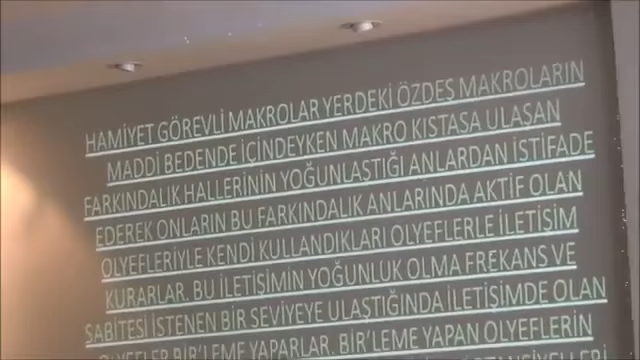 HAMİYET GÖREVLİ MAKROLAR YERDEKİ ÖZDEŞ MAKROLARIN
MADDİ BEDENDE İÇİNDEYKEN MAKRO KISTASA ULAŞAN
FARKINDALIK HALLERİNİN YOĞUNLAŞTIĞI ANLARDAN İSTİFADE
EDEREK ONLARIN BU FARKINDALIK ANLARINDA AKTİF OLAN
OLYEFLERİYLE KENDİ KULLANDIKLARI OLYEFLERLE İLETİŞİM
KURARLAR. BU İLETİŞİMİN YOĞUNLUK OLMA FREKANS VE
SABİTESİ İSTENEN BİR SEVİYEYE ULAŞTIĞINDA İLETİŞİMDE OLAN
OLYEFLER BİR'LEME YAPARLAR. BİR'LEME YAPAN OLYEFLERİN